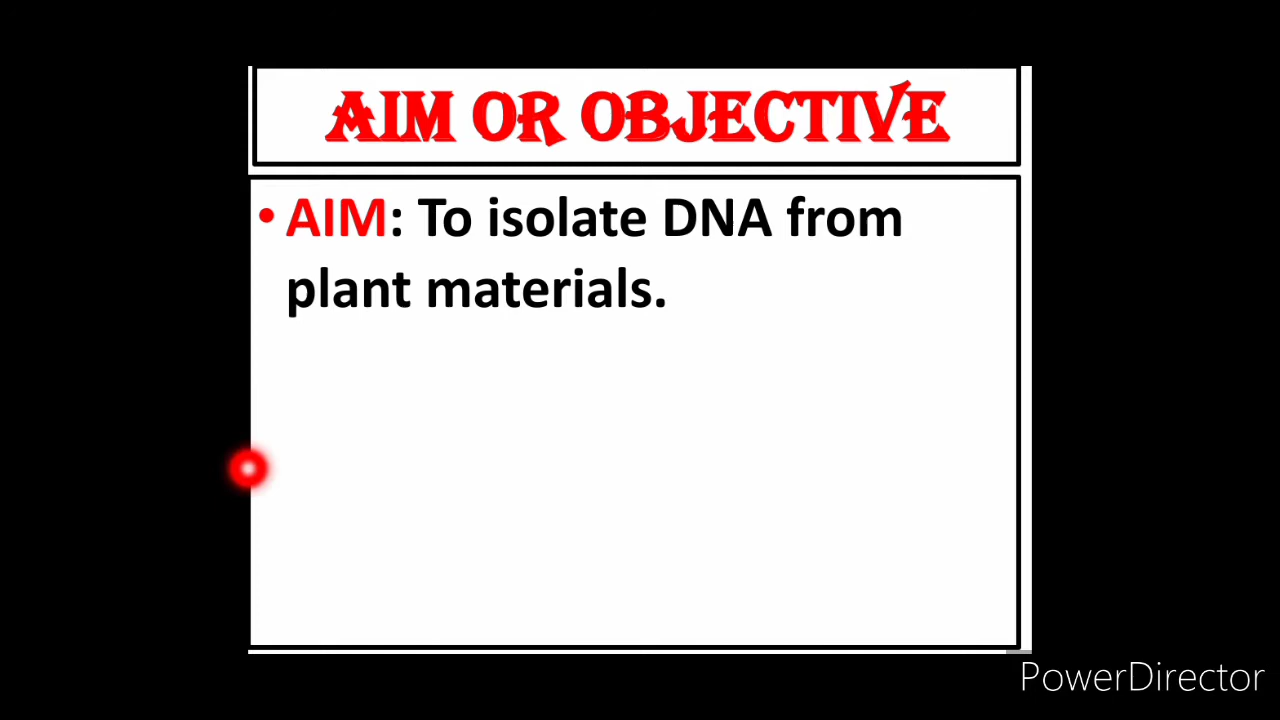 AIM OR OBJECTIVE
• AIM: To isolate DNA from
plant materials.
PowerDirector